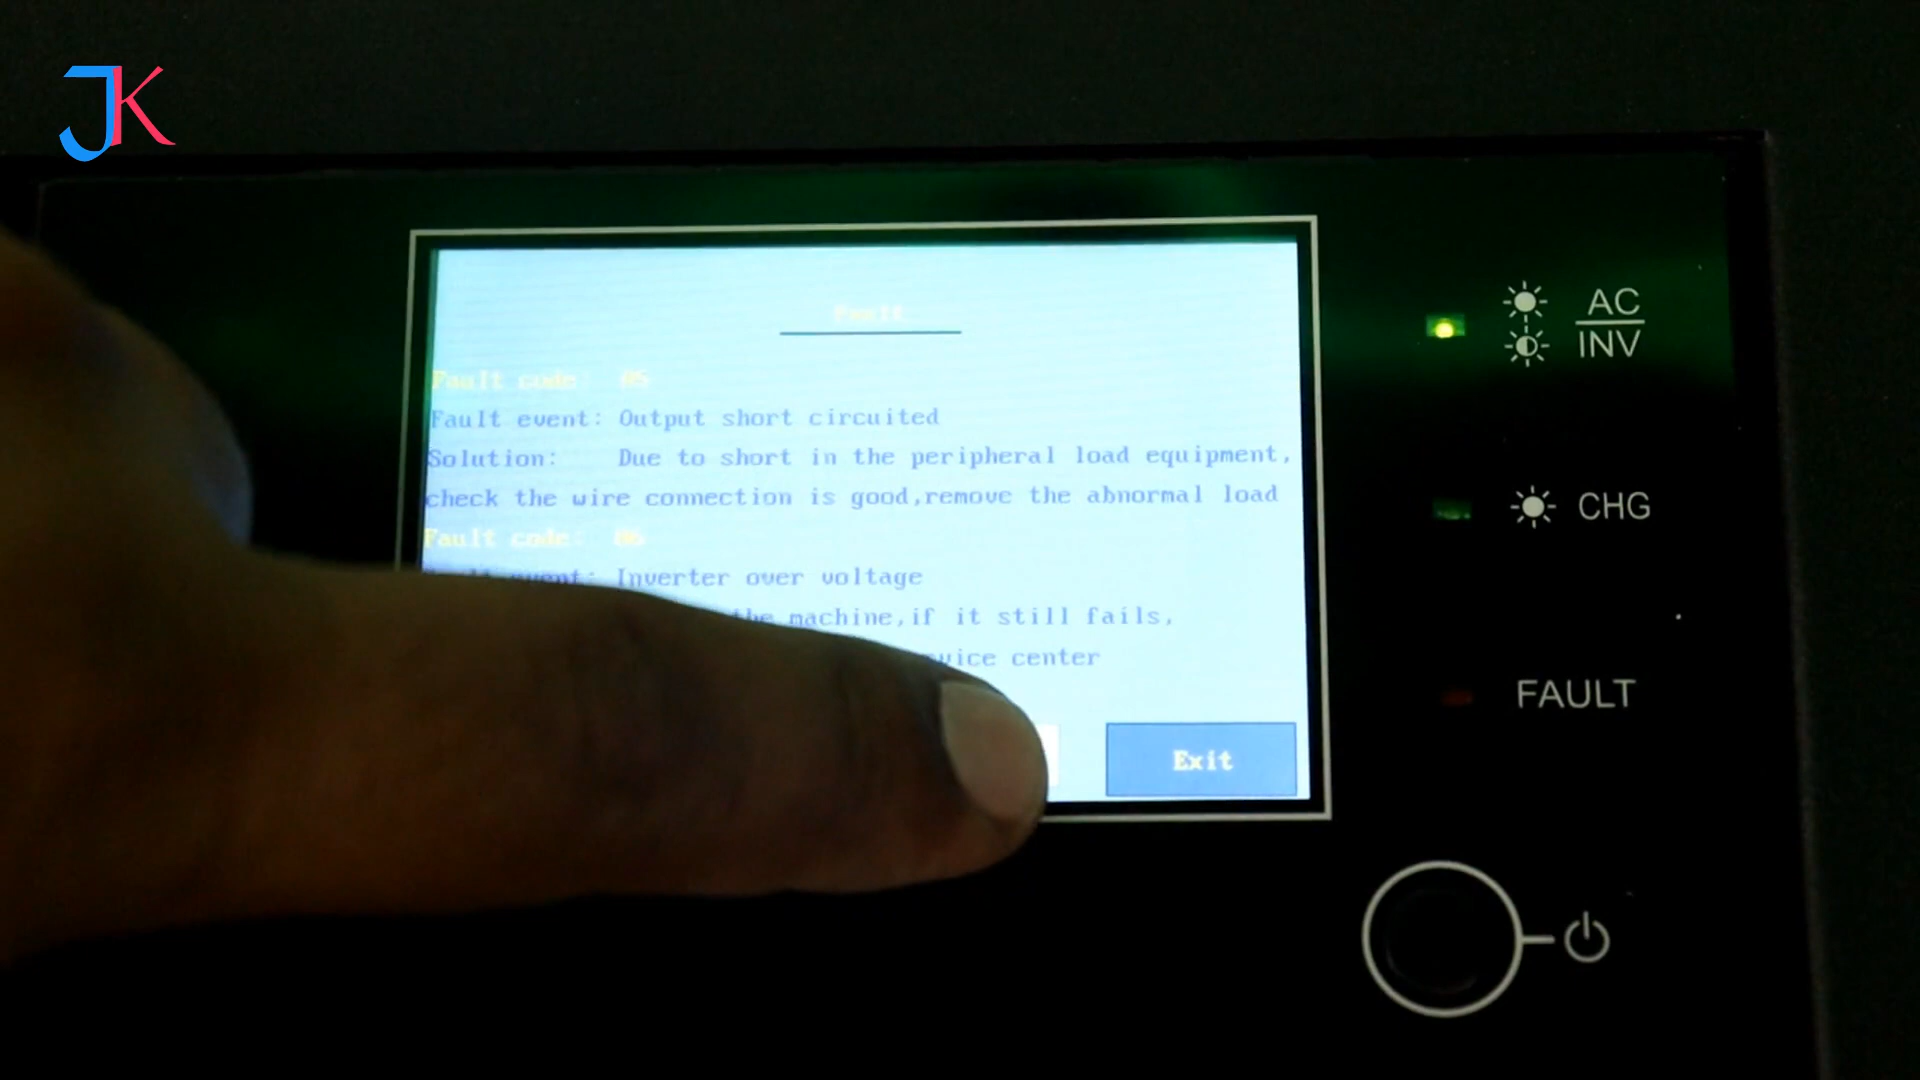 JK
Fault
Fault code: 05
Fault event: Output short circuited
Solution: Due to short in the peripheral load equipment,
check the wire connection is good,remove the abnormal load
Fault code: 06
event: Inverter over voltage
the machine,if it still fails,
center
Exit
AC
INV
CHG
FAULT